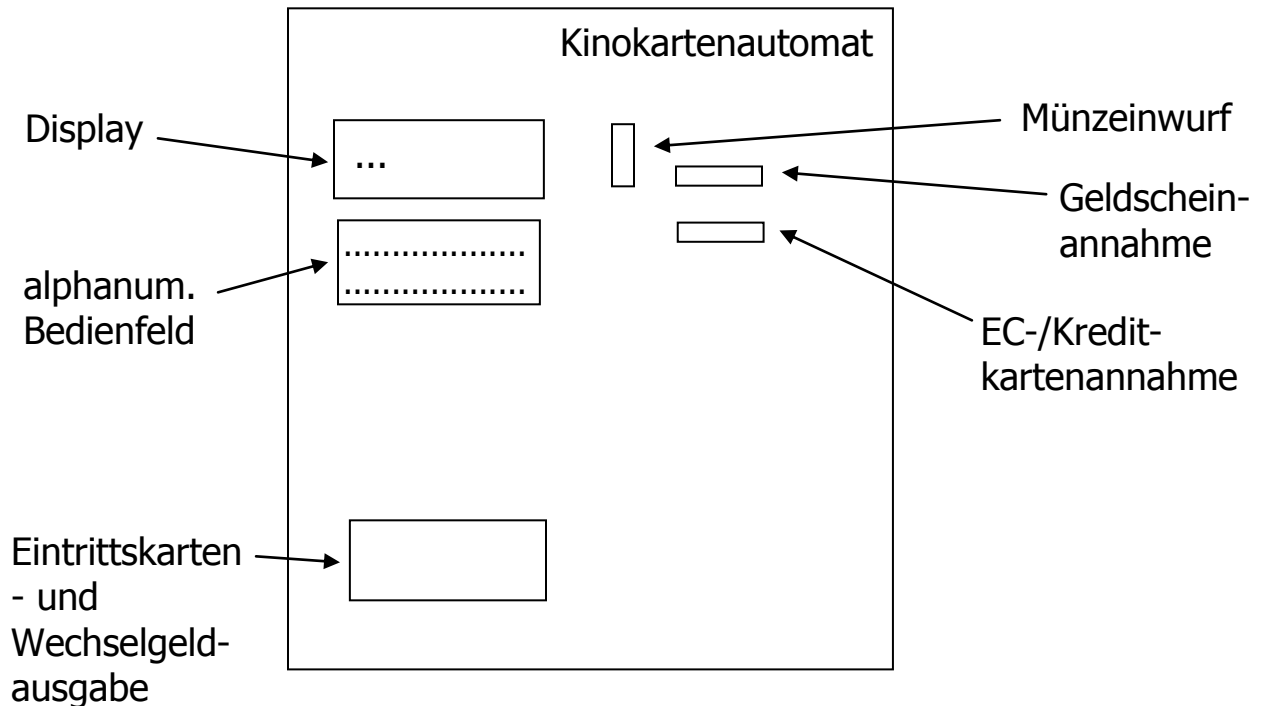 Kinokartenautomat
Display
...
Münzeinwurf
Geldschein-
annahme
alphanum.
Bedienfeld
...................
...................
EC-/Kredit-
kartenannahme
Eintrittskarten
- und
Wechselgeld-
ausgabe